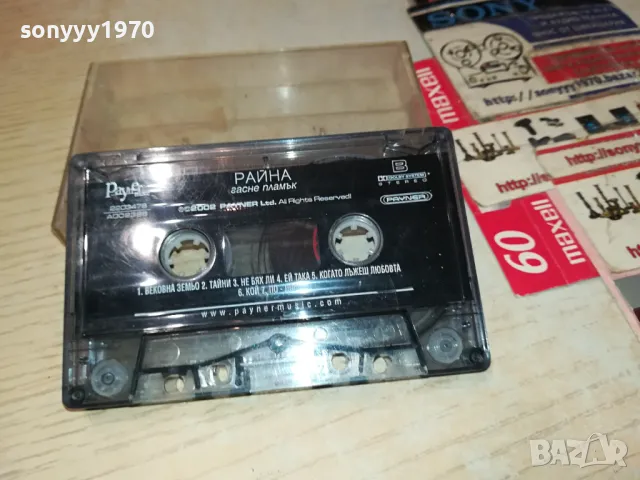 sonyyy1970
SONY
http://sonyyy1970.bazar.
maxell
60
maxell
http://sony
РАЙНА
гасне пламък
B
DOLBY SYSTEM
STEREO
PAYNER
©2002 PAYNER Ltd. All Rights Reserved!
1. ВЕКОВНА ЗЕМЬО 2. ТАЙНИ 3. НЕ БЯХ ЛИ 4. ЕЙ ТАКА 5. КОГАТО ЛЪЖЕШ ЛЮБОВТА
6. КОЙ
www.paynermusic.com
BAZAR